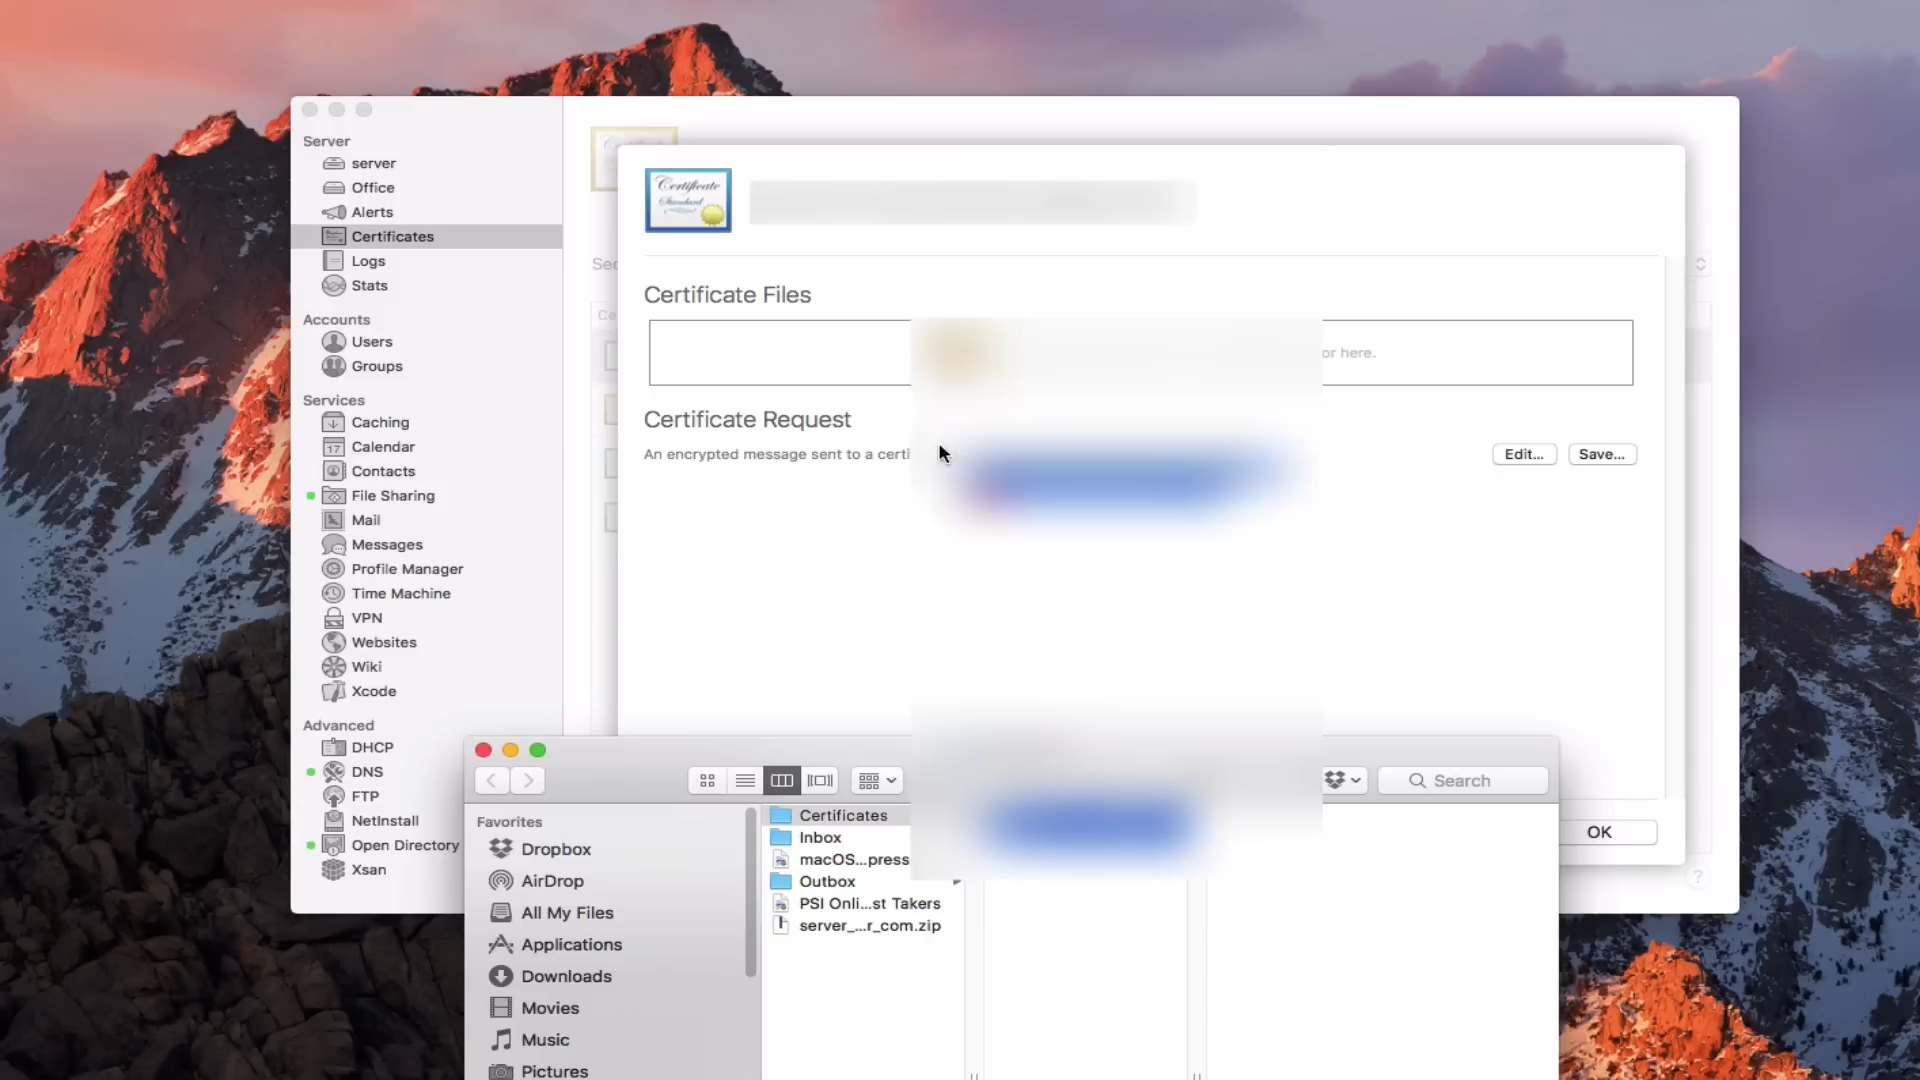 Server
server
Office
Alerts
Certificates
Logs
Stats
Accounts
Users
Groups
Services
Caching
Calendar
Contacts
File Sharing
Mail
Messages
Profile Manager
Time Machine
VPN
Websites
Wiki
Xcode
Advanced
DHCP
DNS
FTP
NetInstall
Open Directory
Xsan
Certificate
Standard
Certificate Files
or here.
Certificate Request
An encrypted message sent to a certi
Edit...
Save...
OK
Search
Favorites
Dropbox
AirDrop
All My Files
Applications
Downloads
Movies
Music
Pictures
Certificates
Inbox
macOS...press
Outbox
PSI Onli...st Takers
server_...r_com.zip